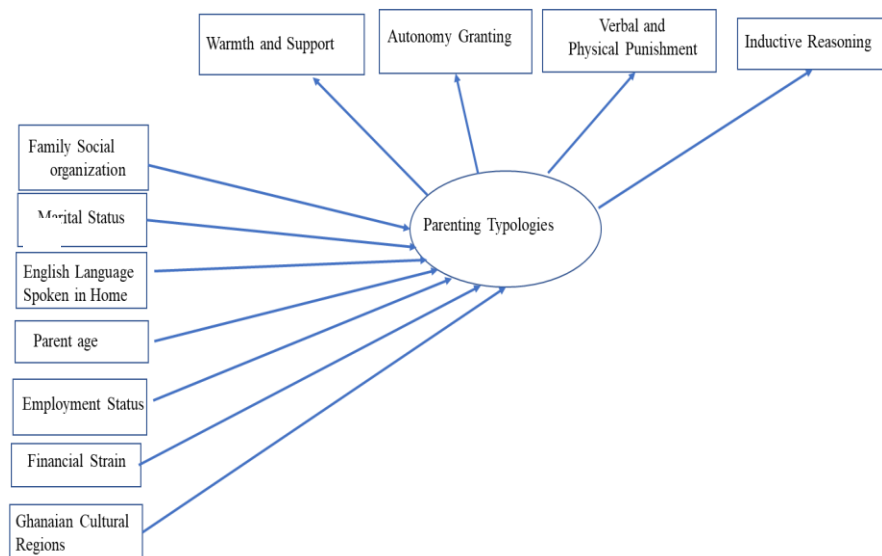 Warmth and Support
Autonomy Granting
Verbal and
Physical Punishment
Inductive Reasoning
Family Social
organization
Marital Status
English Language
Spoken in Home
Parent age
Employment Status
Financial Strain
Ghanaian Cultural
Regions
Parenting Typologies